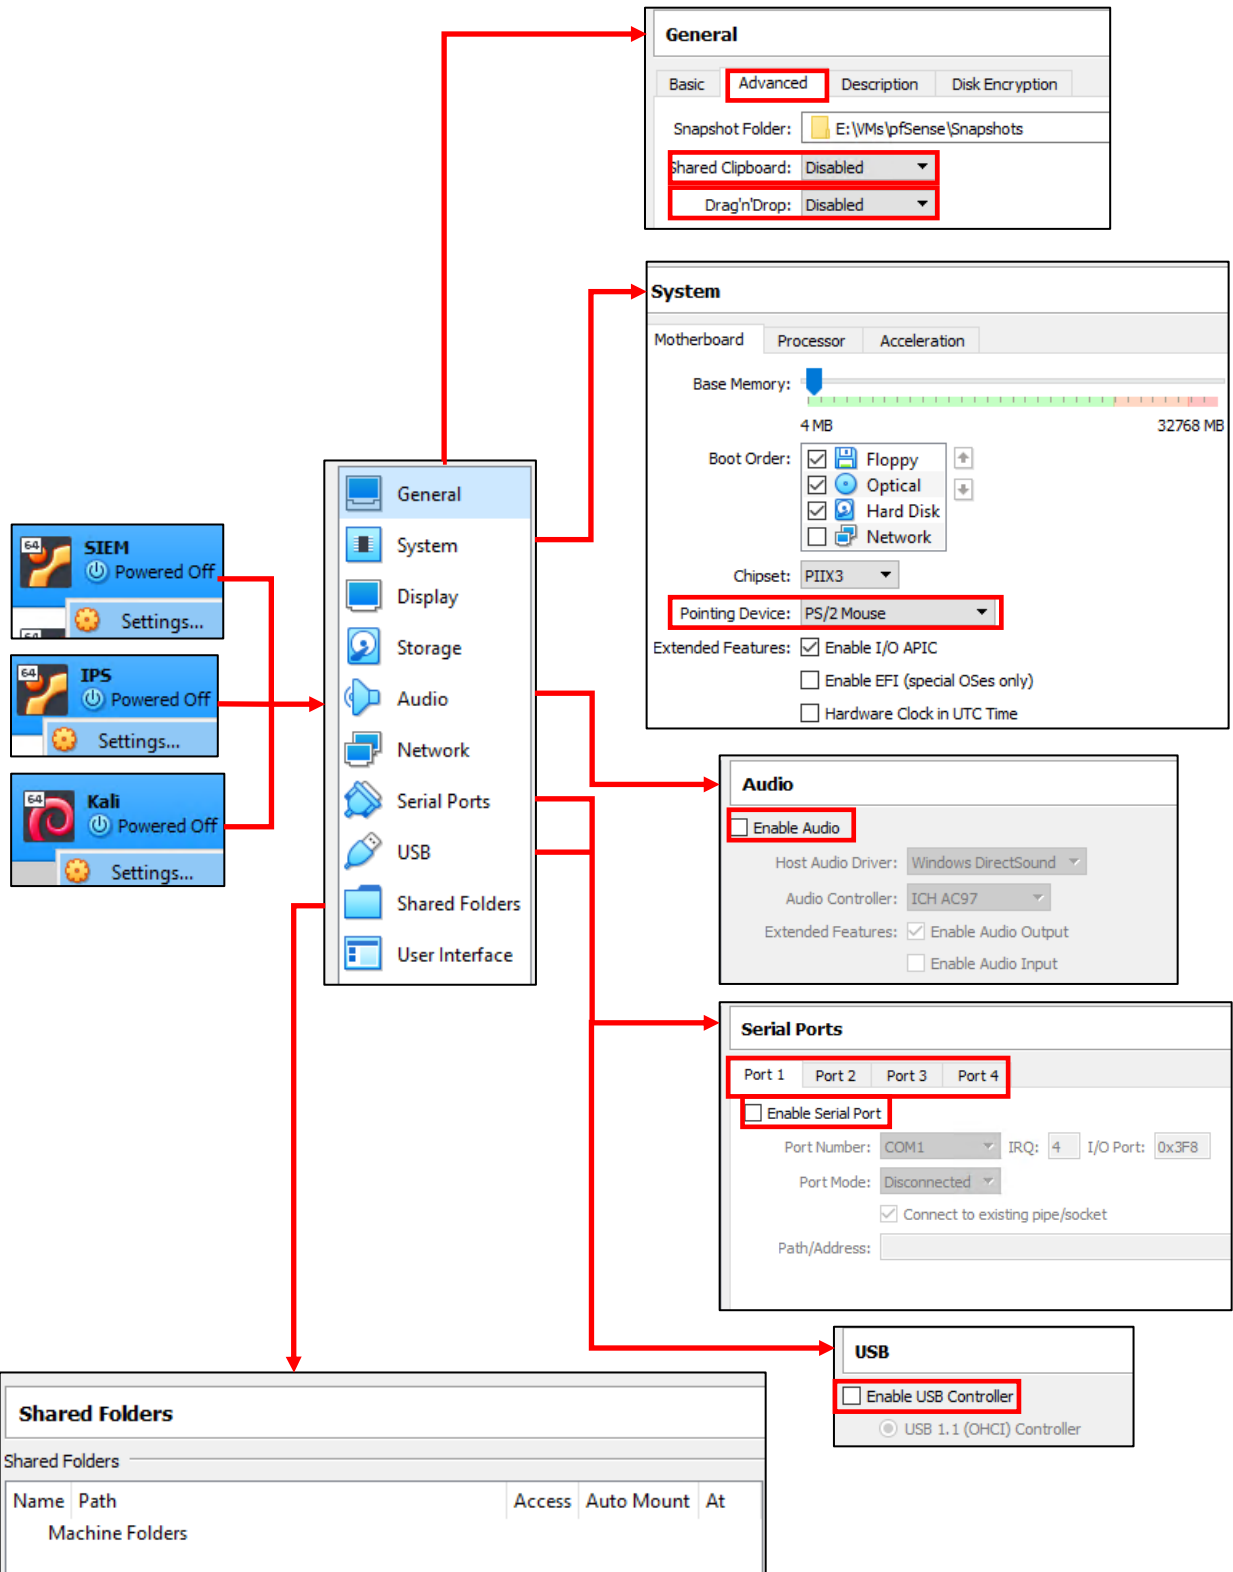 General
Basic Advanced Description Disk Encryption
Snapshot Folder: E:\VMs\pfSense\Snapshots
Shared Clipboard: Disabled
Drag'n'Drop: Disabled
System
Motherboard Processor Acceleration
Base Memory:
4 MB 32768 MB
Boot Order: Floppy
Optical
Hard Disk
Network
Chipset: PIIX3
Pointing Device: PS/2 Mouse
Extended Features: Enable I/O APIC
Enable EFI (special OSes only)
Hardware Clock in UTC Time
64 SIEM
Powered Off
Settings...
64
64 IPS
Powered Off
Settings...
64 Kali
Powered Off
Settings...
General
System
Display
Storage
Audio
Network
Serial Ports
USB
Shared Folders
User Interface
Audio
Enable Audio
Host Audio Driver: Windows DirectSound
Audio Controller: ICH AC97
Extended Features: Enable Audio Output
Enable Audio Input
Serial Ports
Port 1 Port 2 Port 3 Port 4
Enable Serial Port
Port Number: COM1 IRQ: 4 I/O Port: 0x3F8
Port Mode: Disconnected
Connect to existing pipe/socket
Path/Address:
USB
Enable USB Controller
USB 1.1 (OHCI) Controller
Shared Folders
Shared Folders
Name Path Access Auto Mount At
Machine Folders